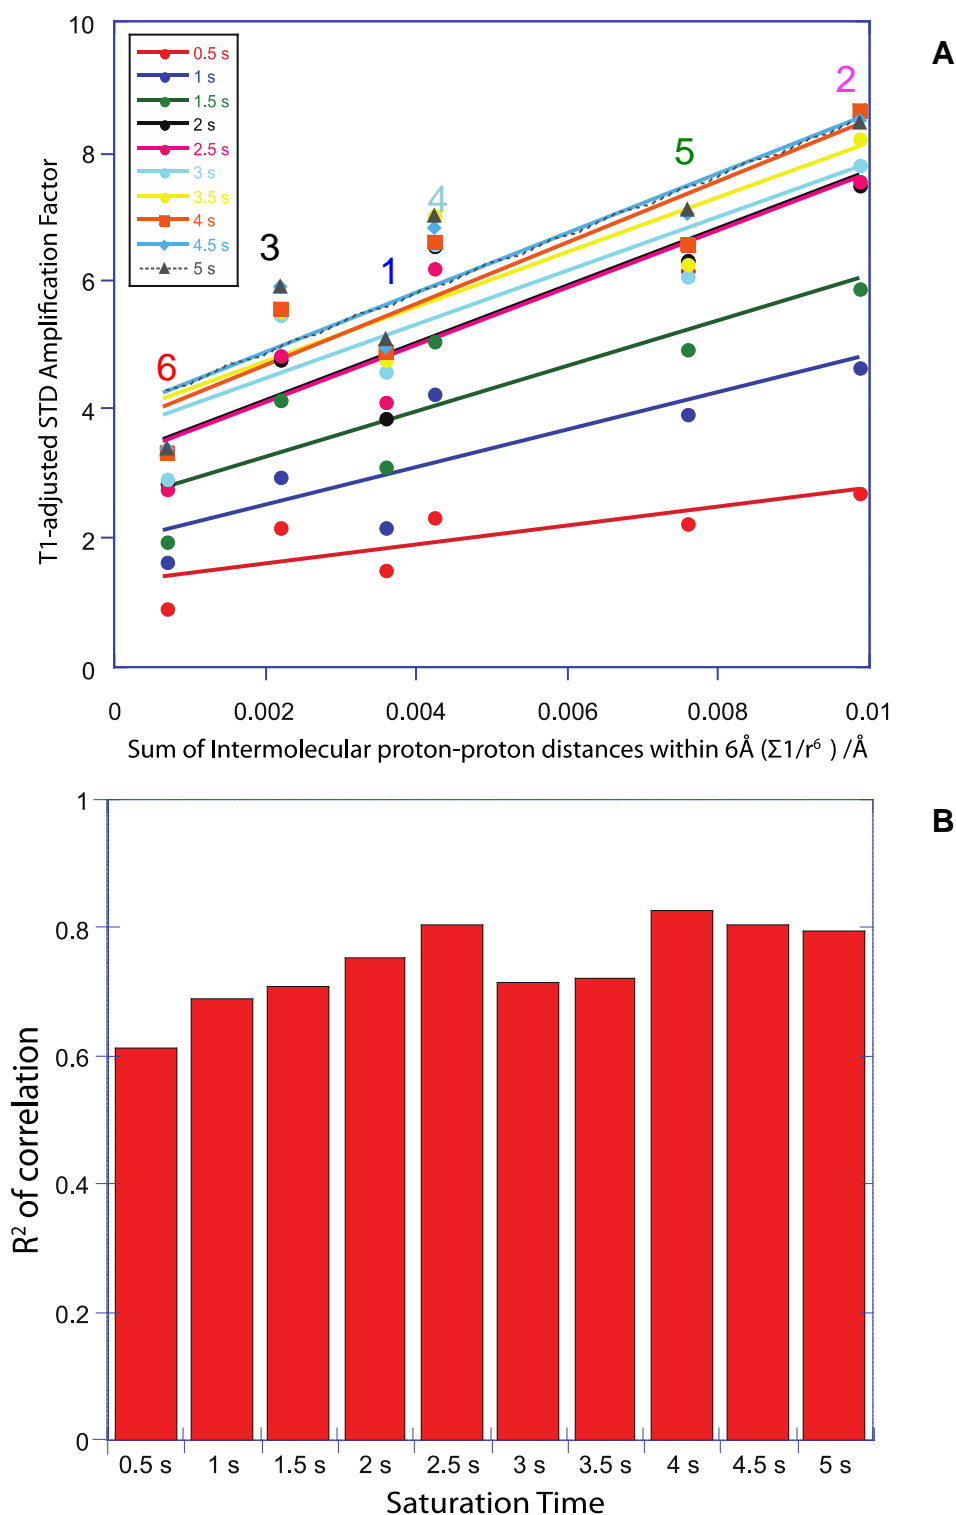 A
10
8
6
4
2
0
T1-adjusted STD Amplification Factor
0.5 s
1 s
1.5 s
2 s
2.5 s
3 s
3.5 s
4 s
4.5 s
5 s
6
3
1
4
5
2
0 0.002 0.004 0.006 0.008 0.01
Sum of Intermolecular proton-proton distances within 6Å (Σ1/r⁶ ) /Å
B
1
0.8
0.6
0.4
0.2
0
R² of correlation
0.5 s 1 s 1.5 s 2 s 2.5 s 3 s 3.5 s 4 s 4.5 s 5 s
Saturation Time